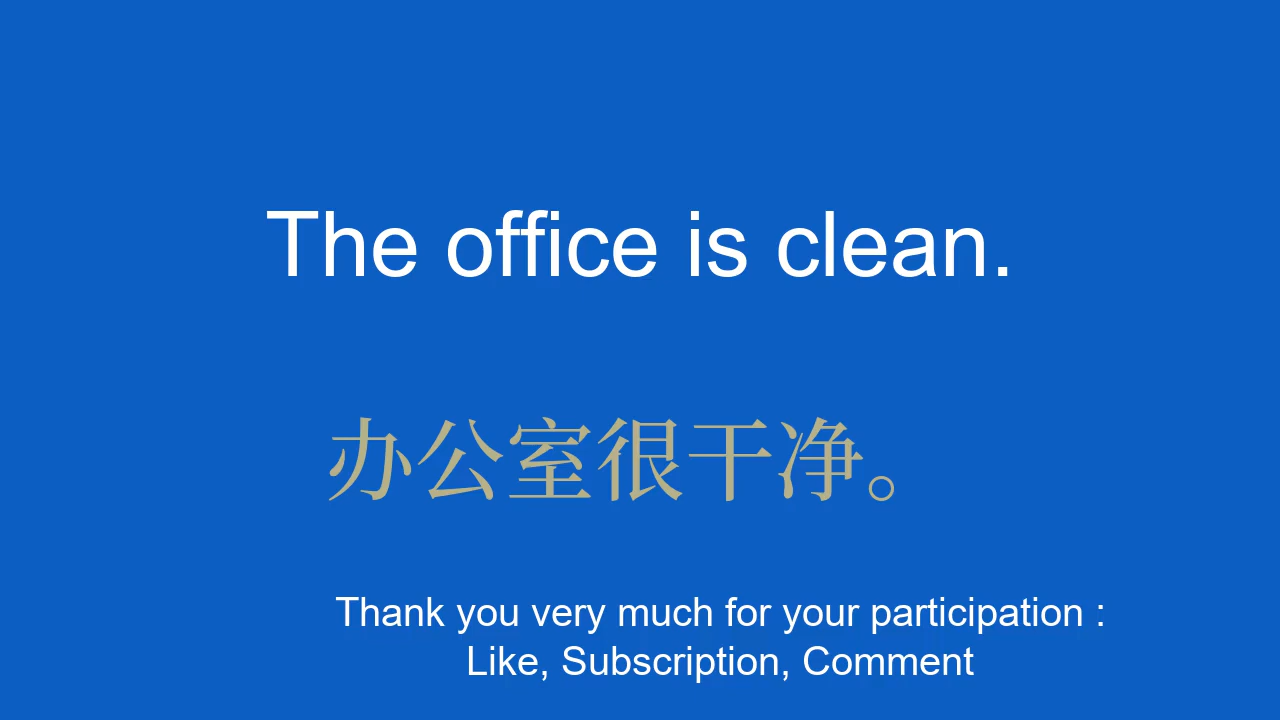 The office is clean.
办公室很干净。
Thank you very much for your participation :
Like, Subscription, Comment